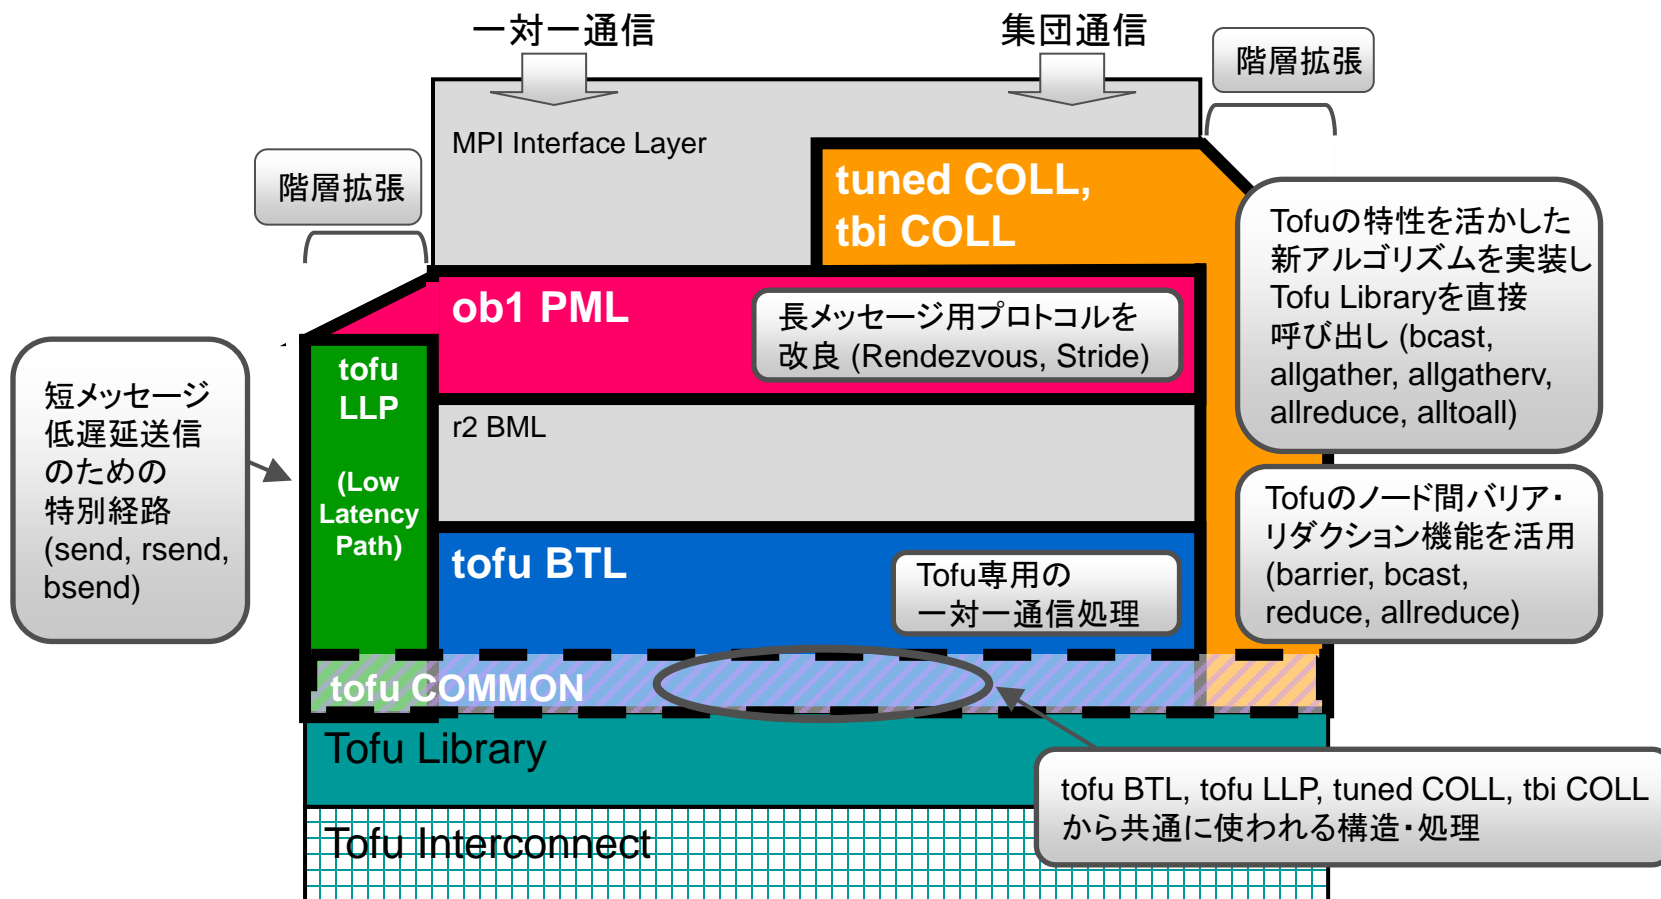 一対一通信
集団通信
階層拡張
MPI Interface Layer
階層拡張
tuned COLL,
tbi COLL
Tofuの特性を活かした
新アルゴリズムを実装し
Tofu Libraryを直接
呼び出し (bcast,
allgather, allgatherv,
allreduce, alltoall)
ob1 PML
長メッセージ用プロトコルを
改良 (Rendezvous, Stride)
tofu
LLP
(Low
Latency
Path)
短メッセージ
低遅延送信
のための
特別経路
(send, rsend,
bsend)
r2 BML
Tofuのノード間バリア・
リダクション機能を活用
(barrier, bcast,
reduce, allreduce)
tofu BTL
Tofu専用の
一対一通信処理
tofu COMMON
Tofu Library
tofu BTL, tofu LLP, tuned COLL, tbi COLL
から共通に使われる構造・処理
Tofu Interconnect